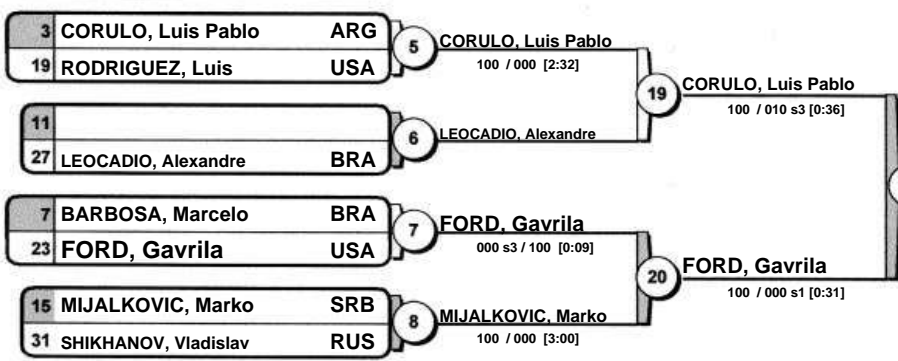 3 CORULO, Luis Pablo ARG
19 RODRIGUEZ, Luis USA
5
CORULO, Luis Pablo
100 / 000 [2:32]
11
27 LEOCADIO, Alexandre BRA
6
LEOCADIO, Alexandre
19
CORULO, Luis Pablo
100 / 010 s3 [0:36]
7 BARBOSA, Marcelo BRA
23 FORD, Gavrila USA
7
FORD, Gavrila
000 s3 / 100 [0:09]
15 MIJALKOVIC, Marko SRB
31 SHIKHANOV, Vladislav RUS
8
MIJALKOVIC, Marko
100 / 000 [3:00]
20
FORD, Gavrila
100 / 000 s1 [0:31]